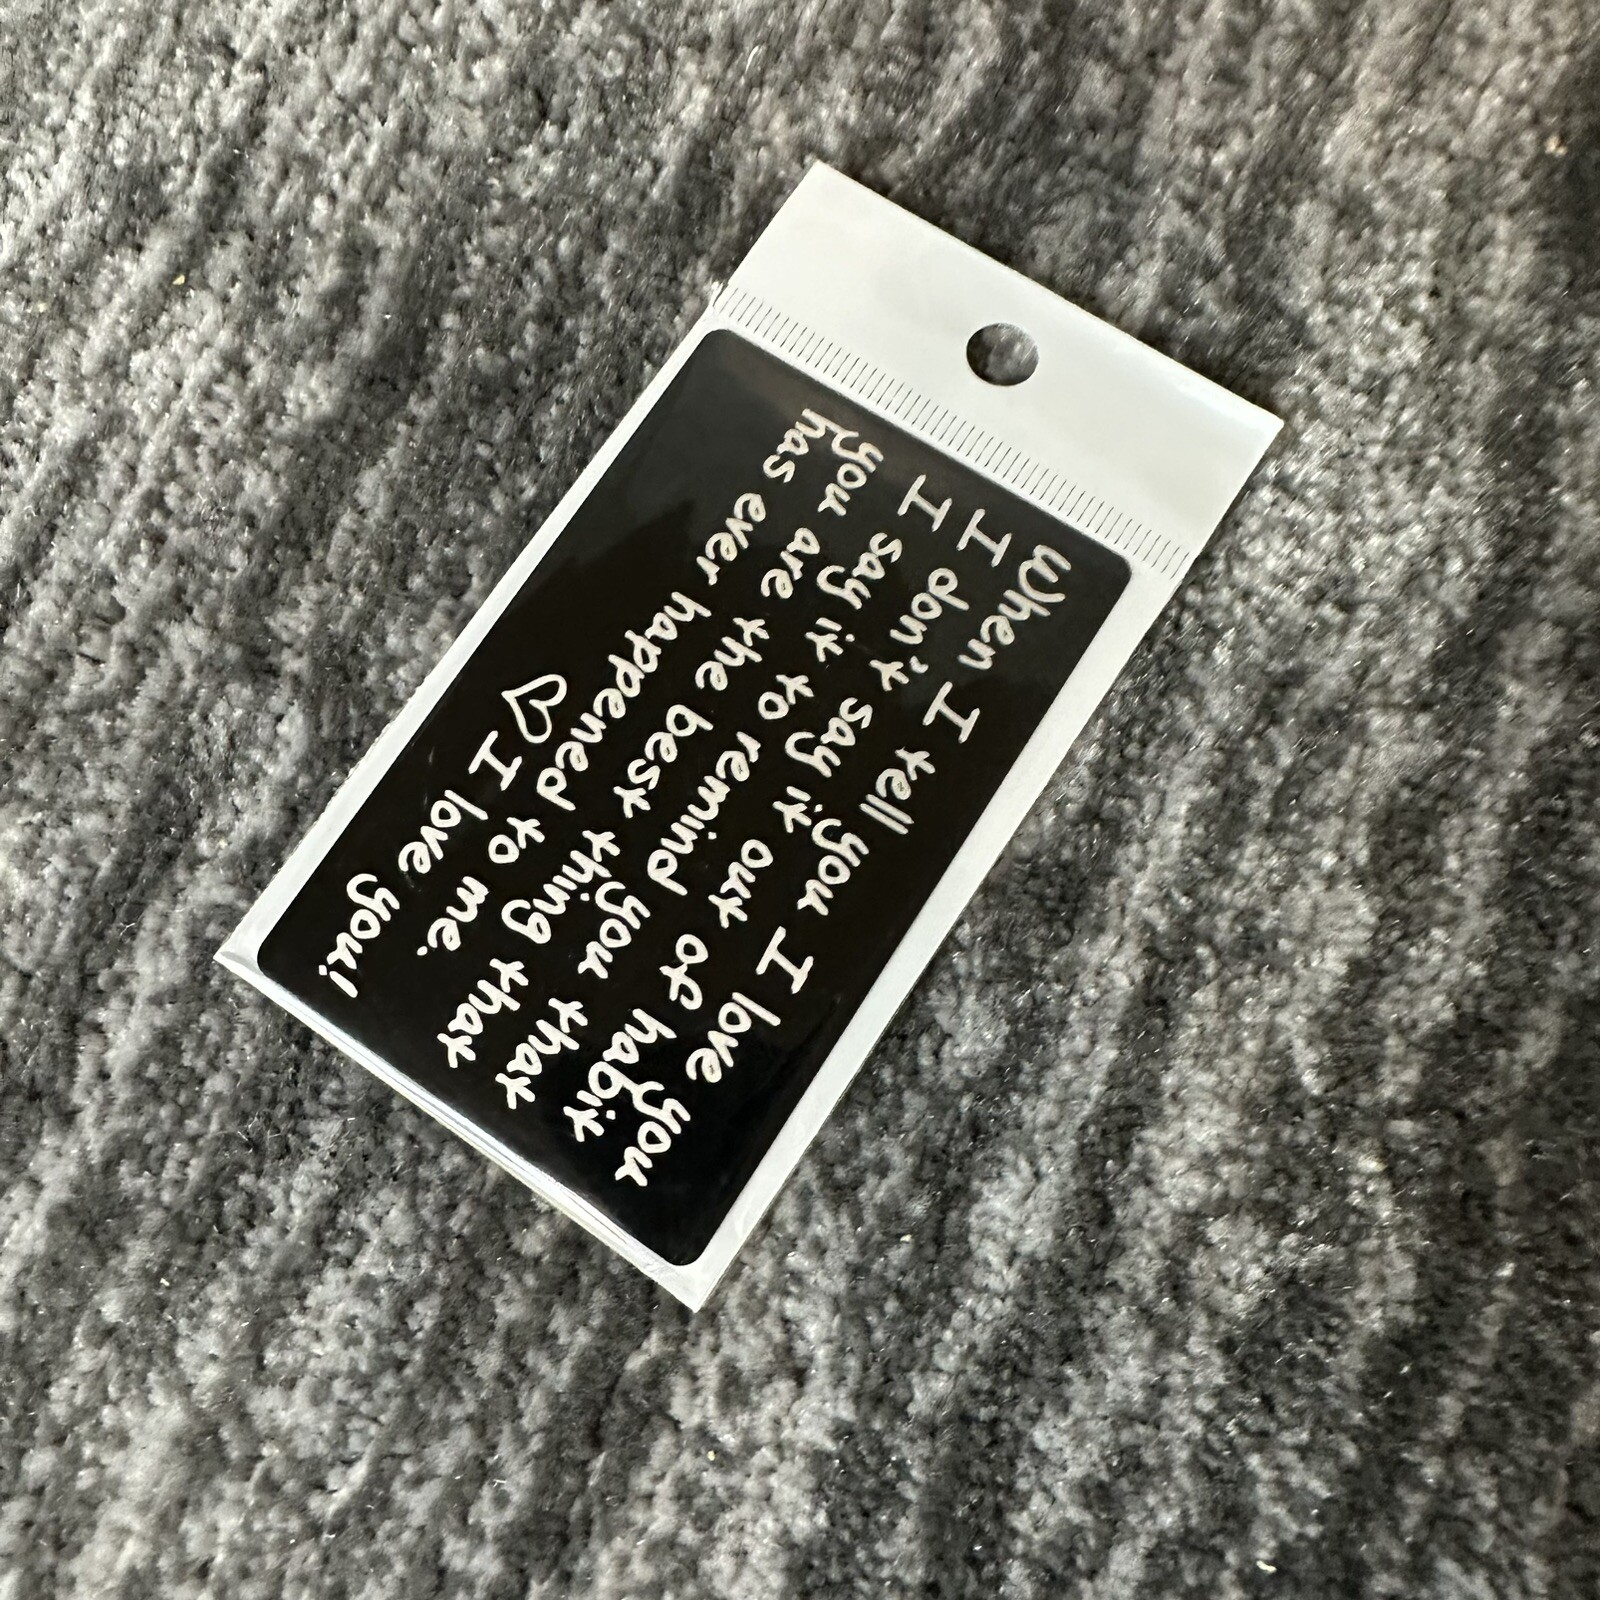 When I tell you I love you
I don't say it out of habit
I say it to remind you that
you are the best thing that
has ever happened to me.
I love you!